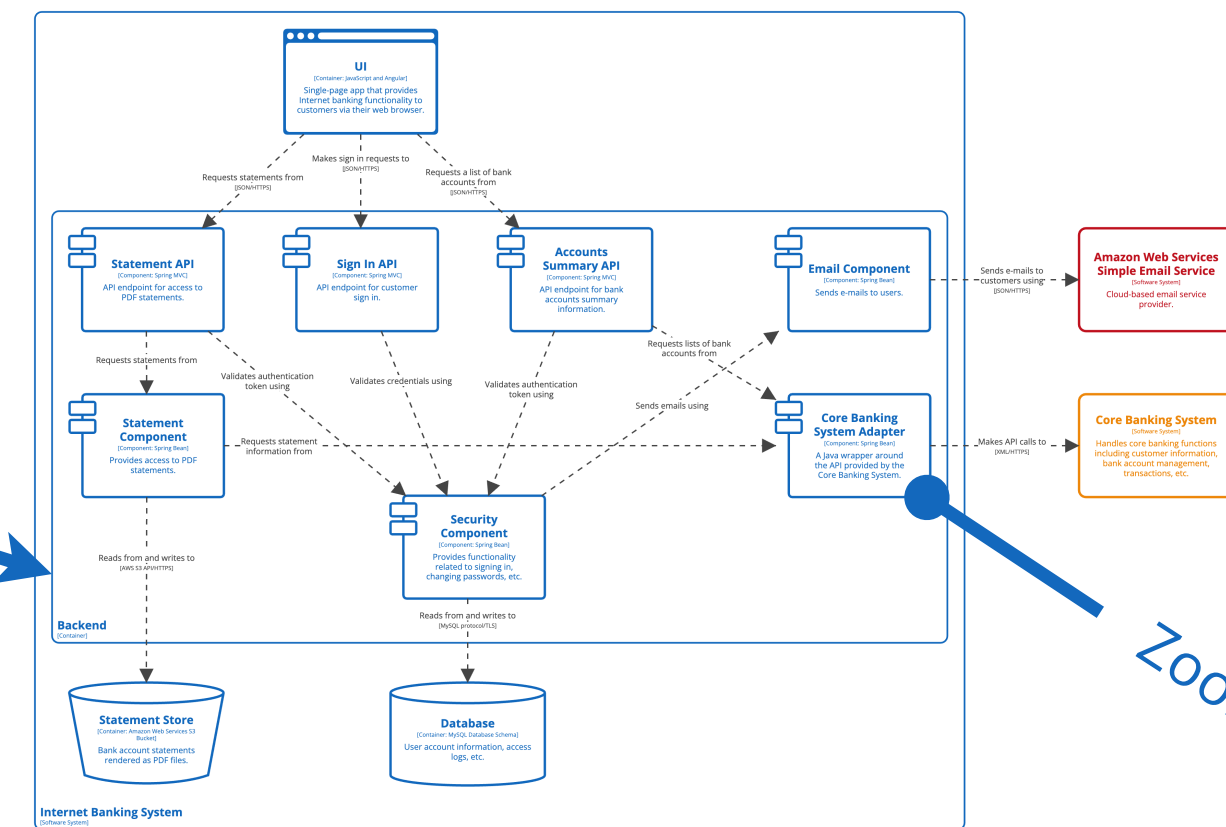 UI
[Container: JavaScript and Angular]
Single-page app that provides
Internet banking functionality to
customers via their web browser.
Requests statements from
[JSON/HTTPS]
Makes sign in requests to
[JSON/HTTPS]
Requests a list of bank
accounts from
[JSON/HTTPS]
Statement API
[Component: Spring MVC]
API endpoint for access to
PDF statements.
Sign In API
[Component: Spring MVC]
API endpoint for customer
sign in.
Accounts
Summary API
[Component: Spring MVC]
API endpoint for bank
accounts summary
information.
Email Component
[Component: Spring Bean]
Sends e-mails to users.
Sends e-mails to
customers using
[JSON/HTTPS]
Amazon Web Services
Simple Email Service
[Software System]
Cloud-based email service
provider.
Requests statements from
Validates authentication
token using
Validates credentials using
Validates authentication
token using
Requests lists of bank
accounts from
Sends emails using
Statement
Component
[Component: Spring Bean]
Provides access to PDF
statements.
Requests statement
information from
Core Banking
System Adapter
[Component: Spring Bean]
A Java wrapper around
the API provided by the
Core Banking System.
Makes API calls to
[XML/HTTPS]
Core Banking System
[Software System]
Handles core banking functions
including customer information,
bank account management,
transactions, etc.
Security
Component
[Component: Spring Bean]
Provides functionality
related to signing in,
changing passwords, etc.
Reads from and writes to
[AWS S3 API/HTTPS]
Reads from and writes to
[MySQL protocol/TLS]
Backend
[Container]
Statement Store
[Container: Amazon Web Services S3
Bucket]
Bank account statements
rendered as PDF files.
Database
[Container: MySQL Database Schema]
User account information, access
logs, etc.
Internet Banking System
[Software System]